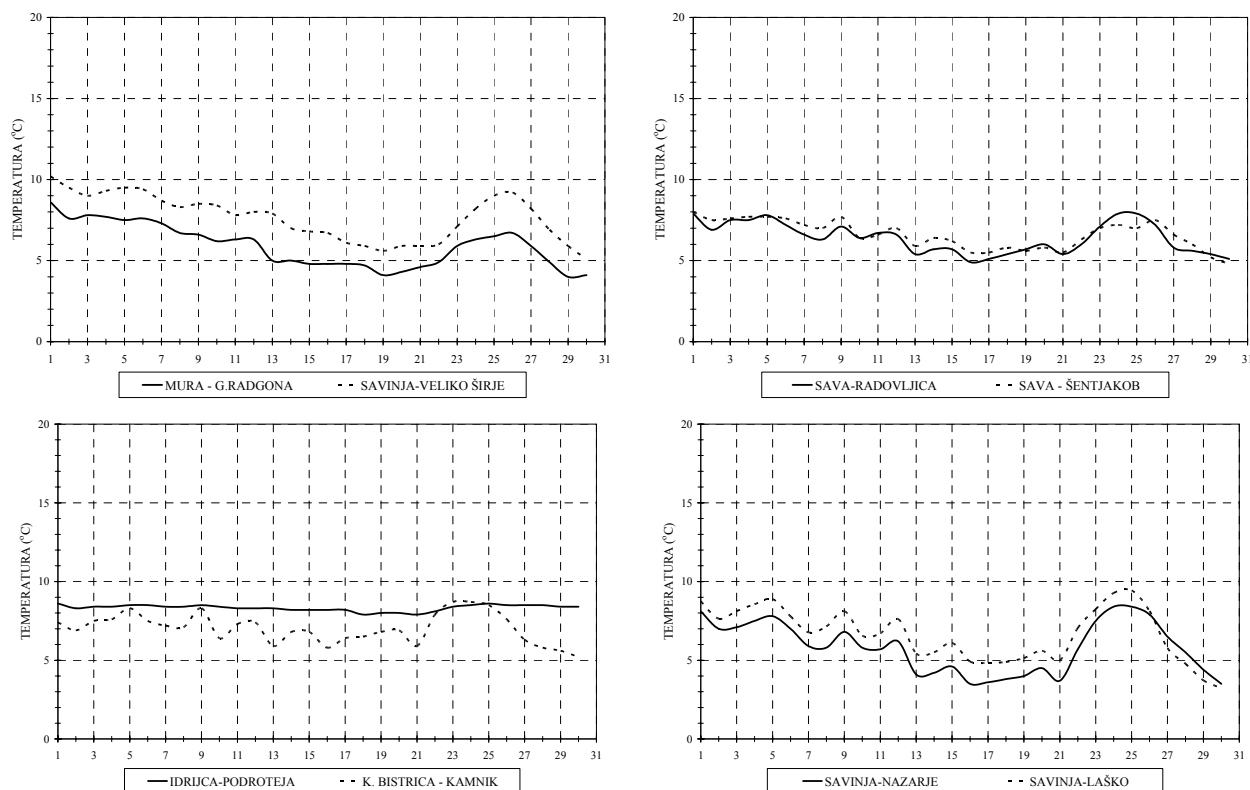 TEMPERATURA (°C)
20
15
10
5
0
1 3 5 7 9 11 13 15 17 19 21 23 25 27 29 31
MURA - G.RADGONA SAVINJA-VELIKO ŠIRJE
TEMPERATURA (°C)
20
15
10
5
0
1 3 5 7 9 11 13 15 17 19 21 23 25 27 29 31
SAVA-RADOVLJICA SAVA - ŠENTJAKOB
TEMPERATURA (°C)
20
15
10
5
0
1 3 5 7 9 11 13 15 17 19 21 23 25 27 29 31
IDRIJCA-PODROTEJA K. BISTRICA - KAMNIK
TEMPERATURA (°C)
20
15
10
5
0
1 3 5 7 9 11 13 15 17 19 21 23 25 27 29 31
SAVINJA-NAZARJE SAVINJA-LAŠKO